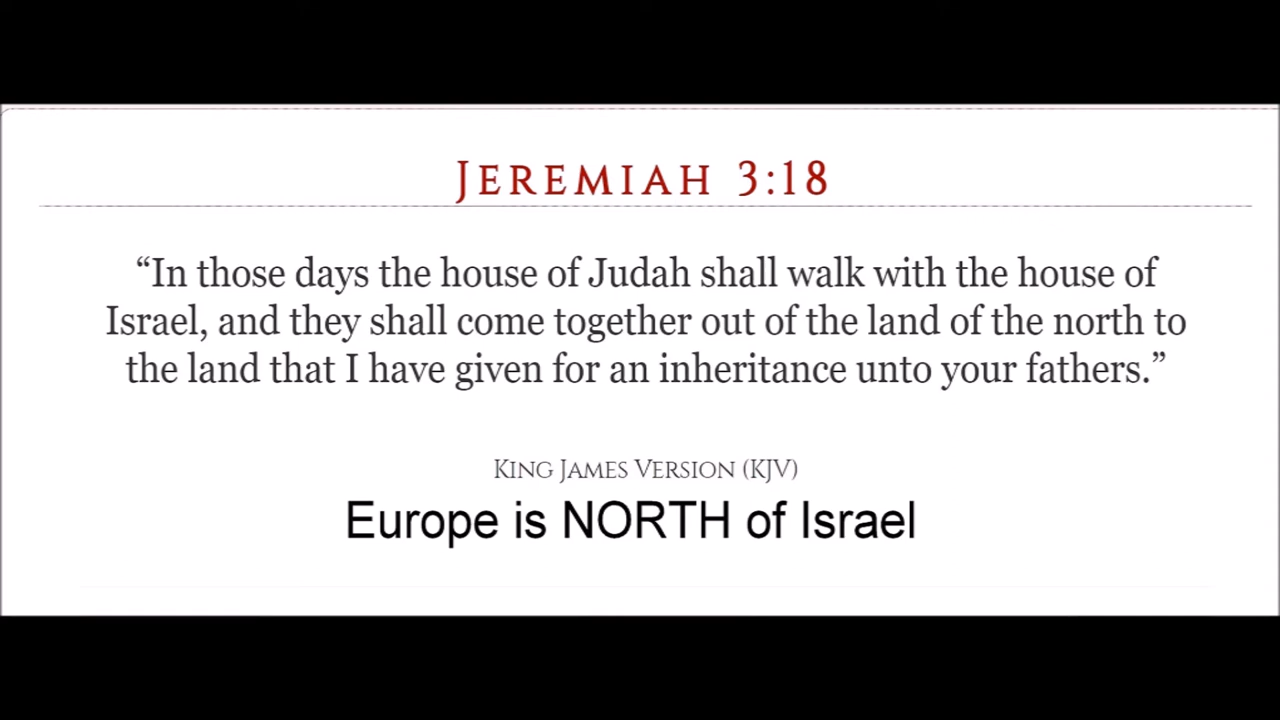 JEREMIAH 3:18
“In those days the house of Judah shall walk with the house of
Israel, and they shall come together out of the land of the north to
the land that I have given for an inheritance unto your fathers.”
KING JAMES VERSION (KJV)
Europe is NORTH of Israel